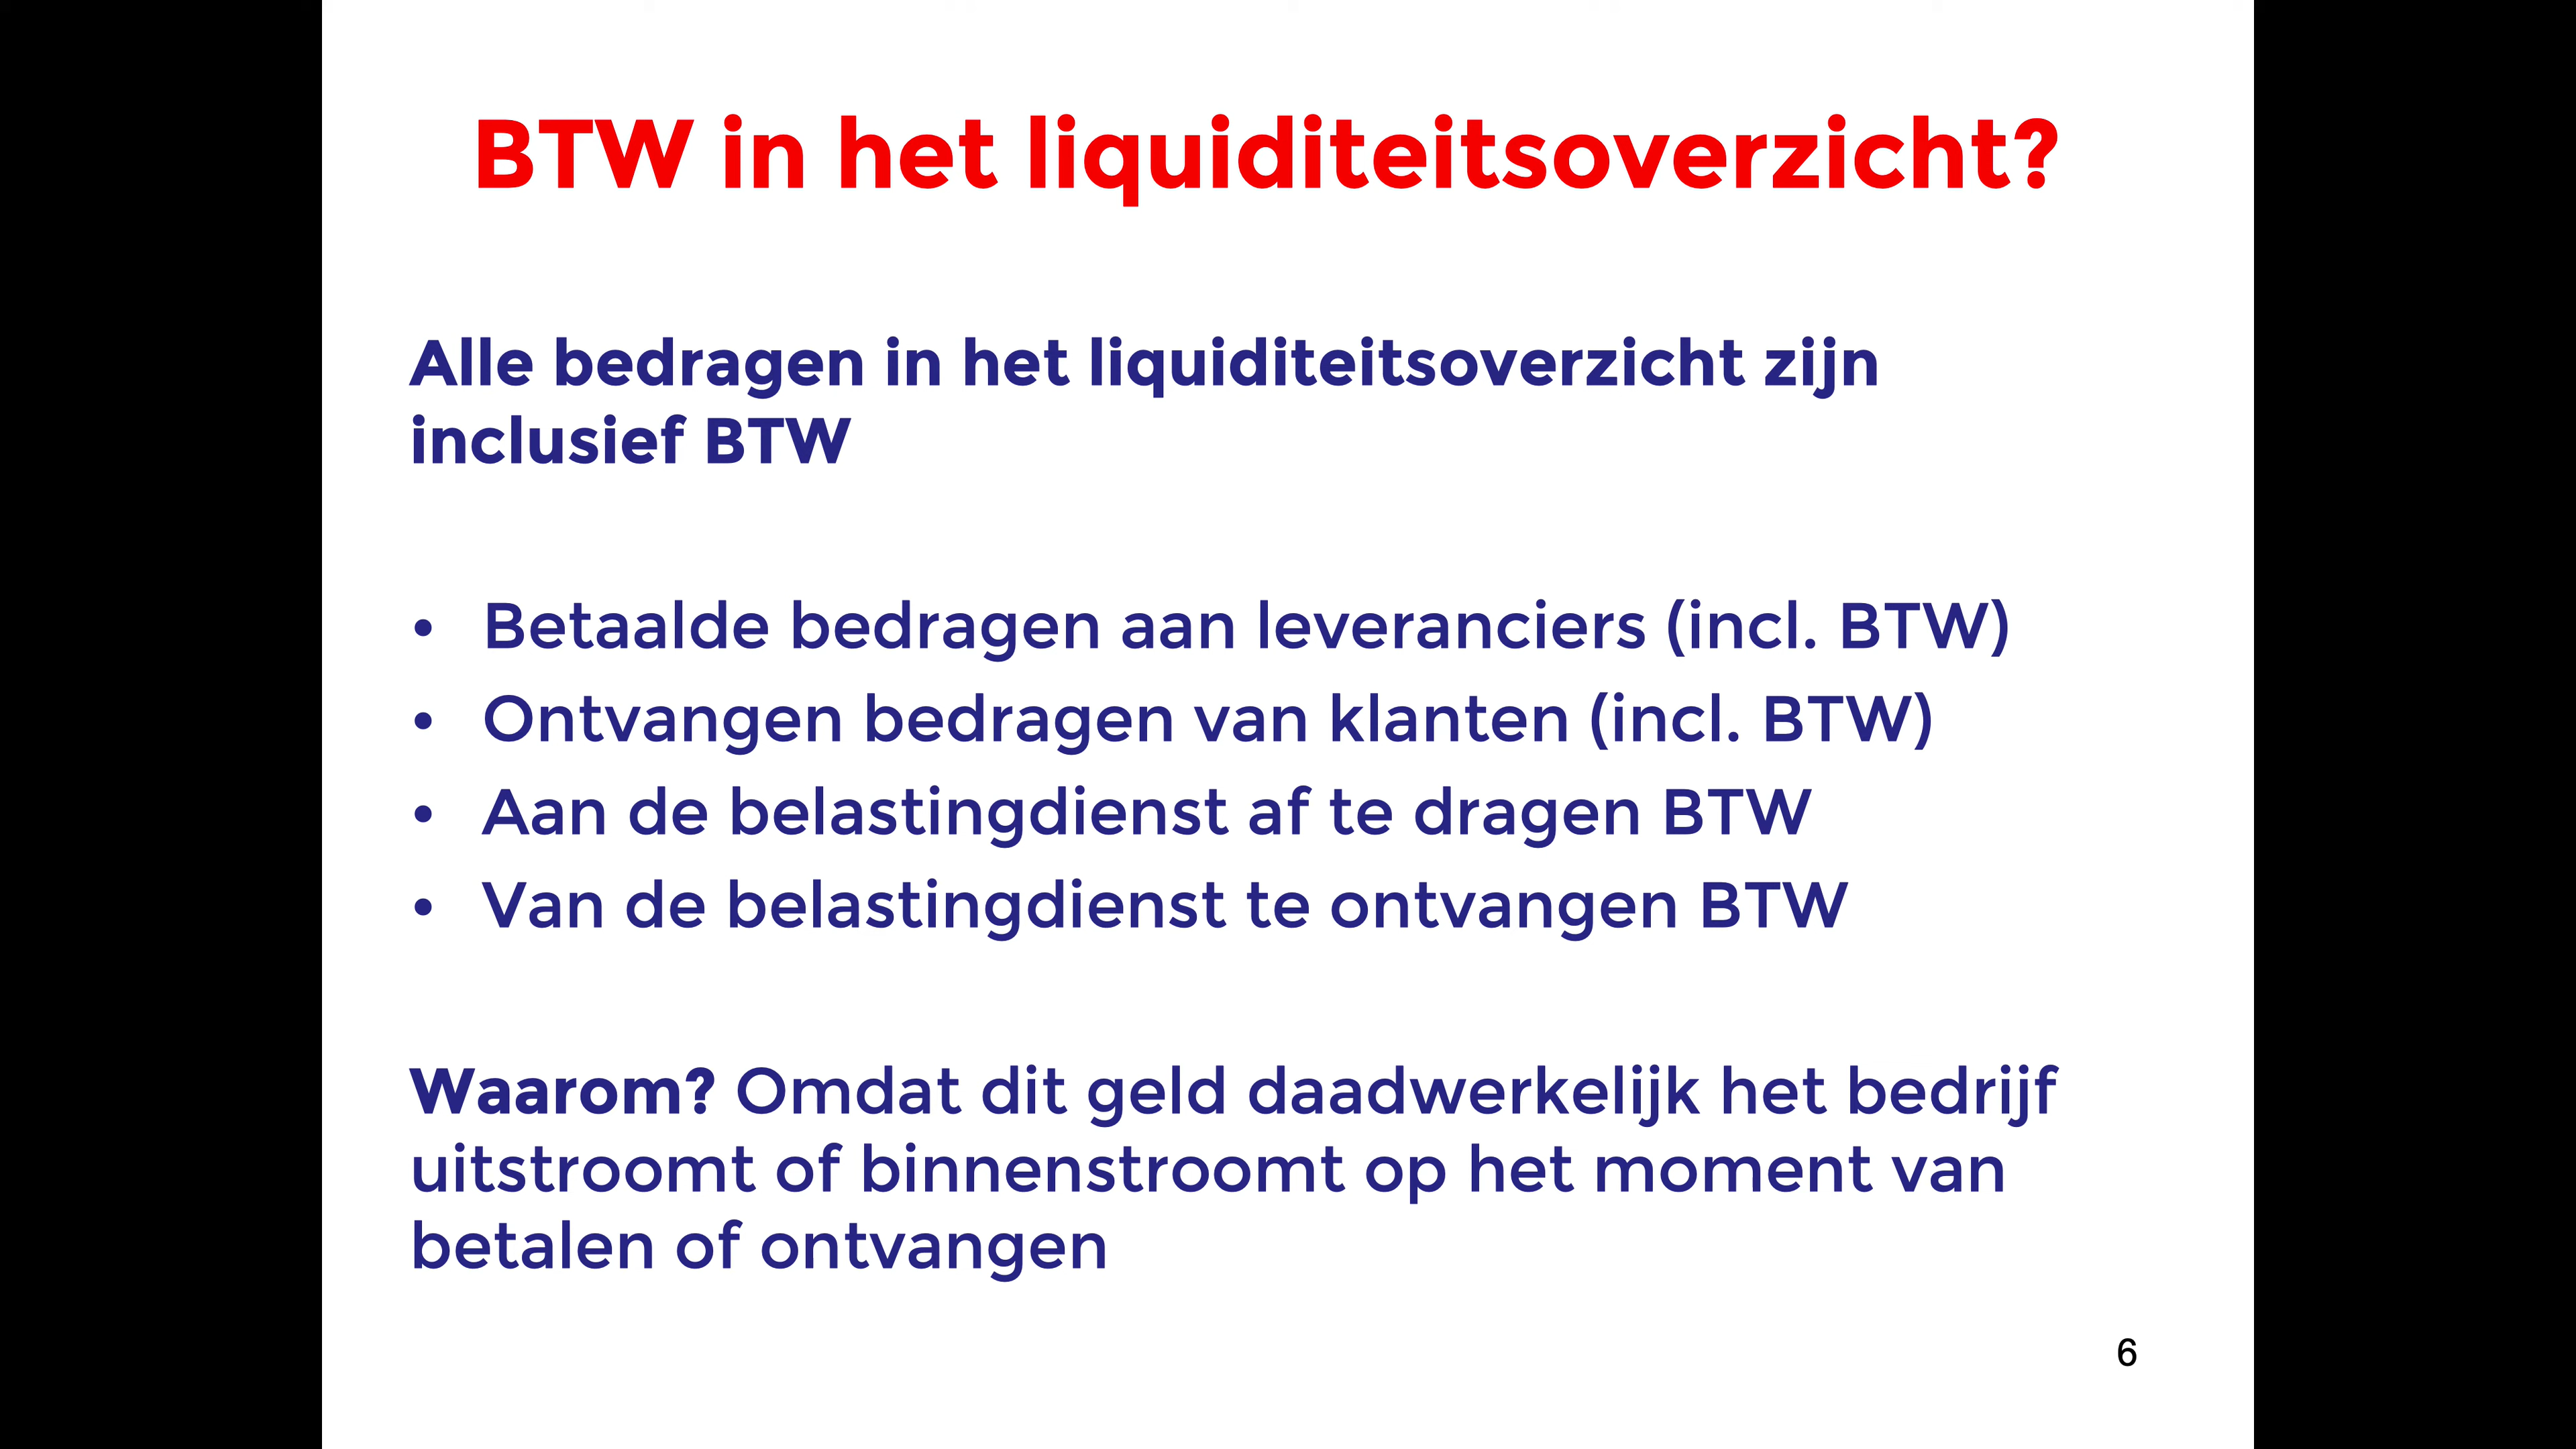 BTW in het liquiditeitsoverzicht?
Alle bedragen in het liquiditeitsoverzicht zijn
inclusief BTW
• Betaalde bedragen aan leveranciers (incl. BTW)
• Ontvangen bedragen van klanten (incl. BTW)
• Aan de belastingdienst af te dragen BTW
• Van de belastingdienst te ontvangen BTW
Waarom? Omdat dit geld daadwerkelijk het bedrijf
uitstroomt of binnenstroomt op het moment van
betalen of ontvangen
6